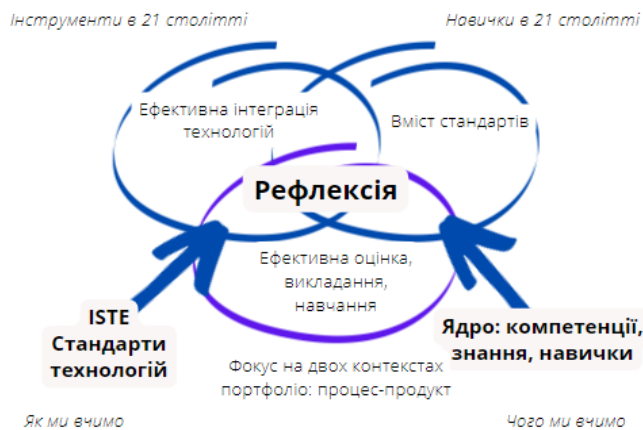 Інструменти в 21 столітті
Навички в 21 столітті
Ефективна інтеграція
технологій
Вміст стандартів
Рефлексія
Ефективна оцінка,
викладання,
навчання
ISTE
Стандарти
технологій
Ядро: компетенції,
знання, навички
Фокус на двох контекстах
портфоліо: процес-продукт
Як ми вчимо
Чого ми вчимо